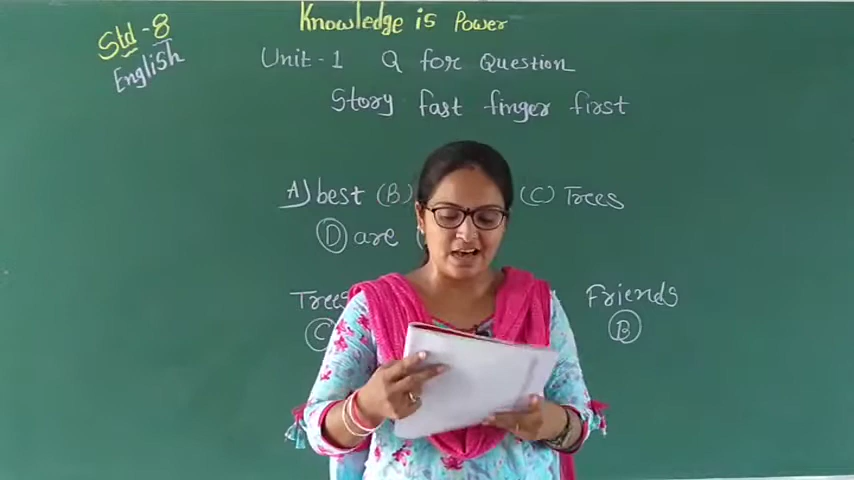 Knowledge is Power
Std - 8
English
Unit - 1 Q for Question
Story fast finger first
A) best (B) (C) Trees
(D) are
Trees Friends
(C) (B)